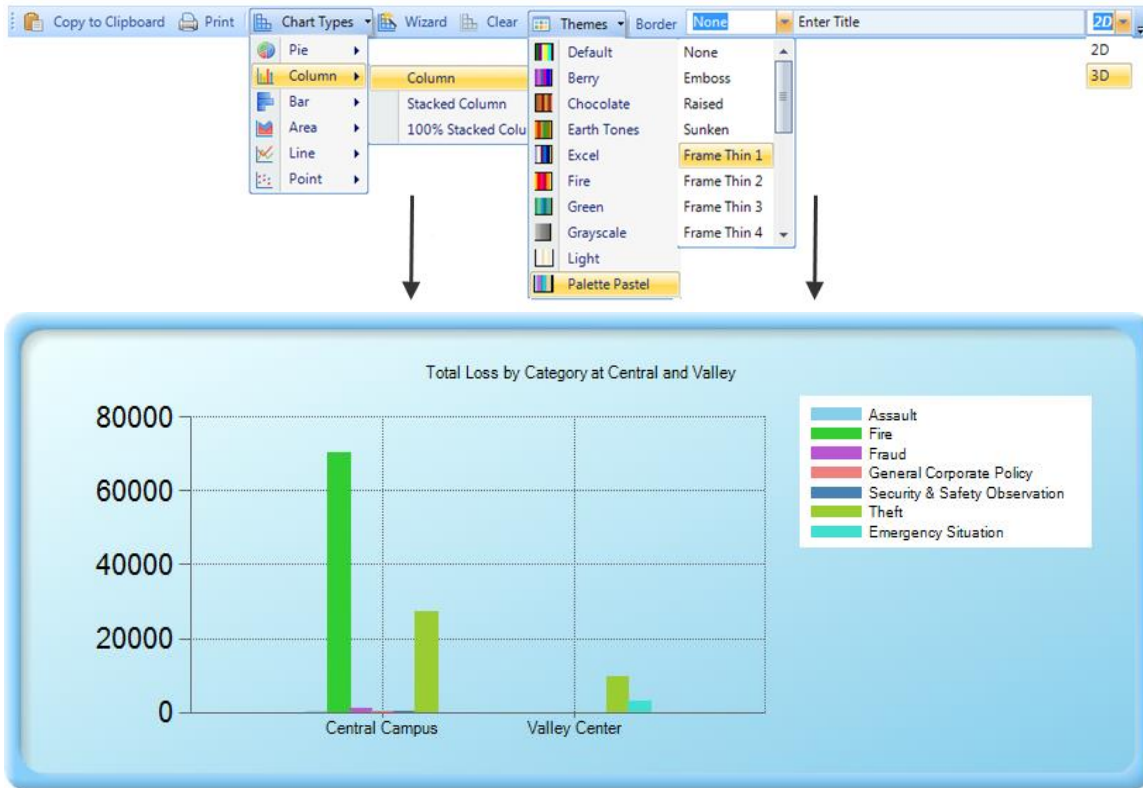 Copy to Clipboard Print Chart Types Wizard Clear Themes Border None Enter Title 2D
Pie
Column
Bar
Area
Line
Point
Column
Stacked Column
100% Stacked Colu
Default
Berry
Chocolate
Earth Tones
Excel
Fire
Green
Grayscale
Light
Palette Pastel
None
Emboss
Raised
Sunken
Frame Thin 1
Frame Thin 2
Frame Thin 3
Frame Thin 4
2D
3D
Total Loss by Category at Central and Valley
80000
60000
40000
20000
0
Central Campus Valley Center
Assault
Fire
Fraud
General Corporate Policy
Security & Safety Observation
Theft
Emergency Situation